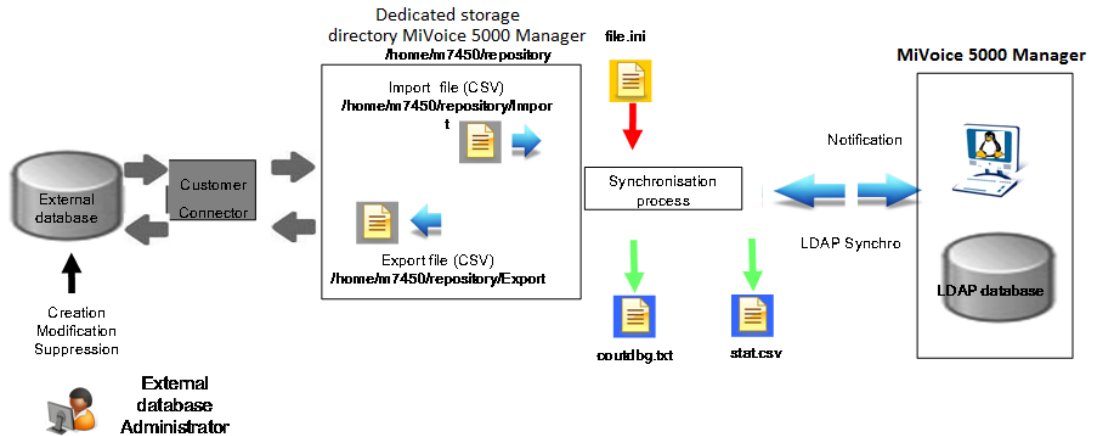 Dedicated storage
directory MiVoice 5000 Manager
/home/m7450/repository
file.ini
MiVoice 5000 Manager
Import file (CSV)
/home/m7450/repository/Impor
t
Notification
External
database
Customer
Connector
Synchronisation
process
LDAP Synchro
Export file (CSV)
/home/m7450/repository/Export
LDAP database
Creation
Modification
Suppression
coutdbg.txt
stat.csv
External
database
Administrator